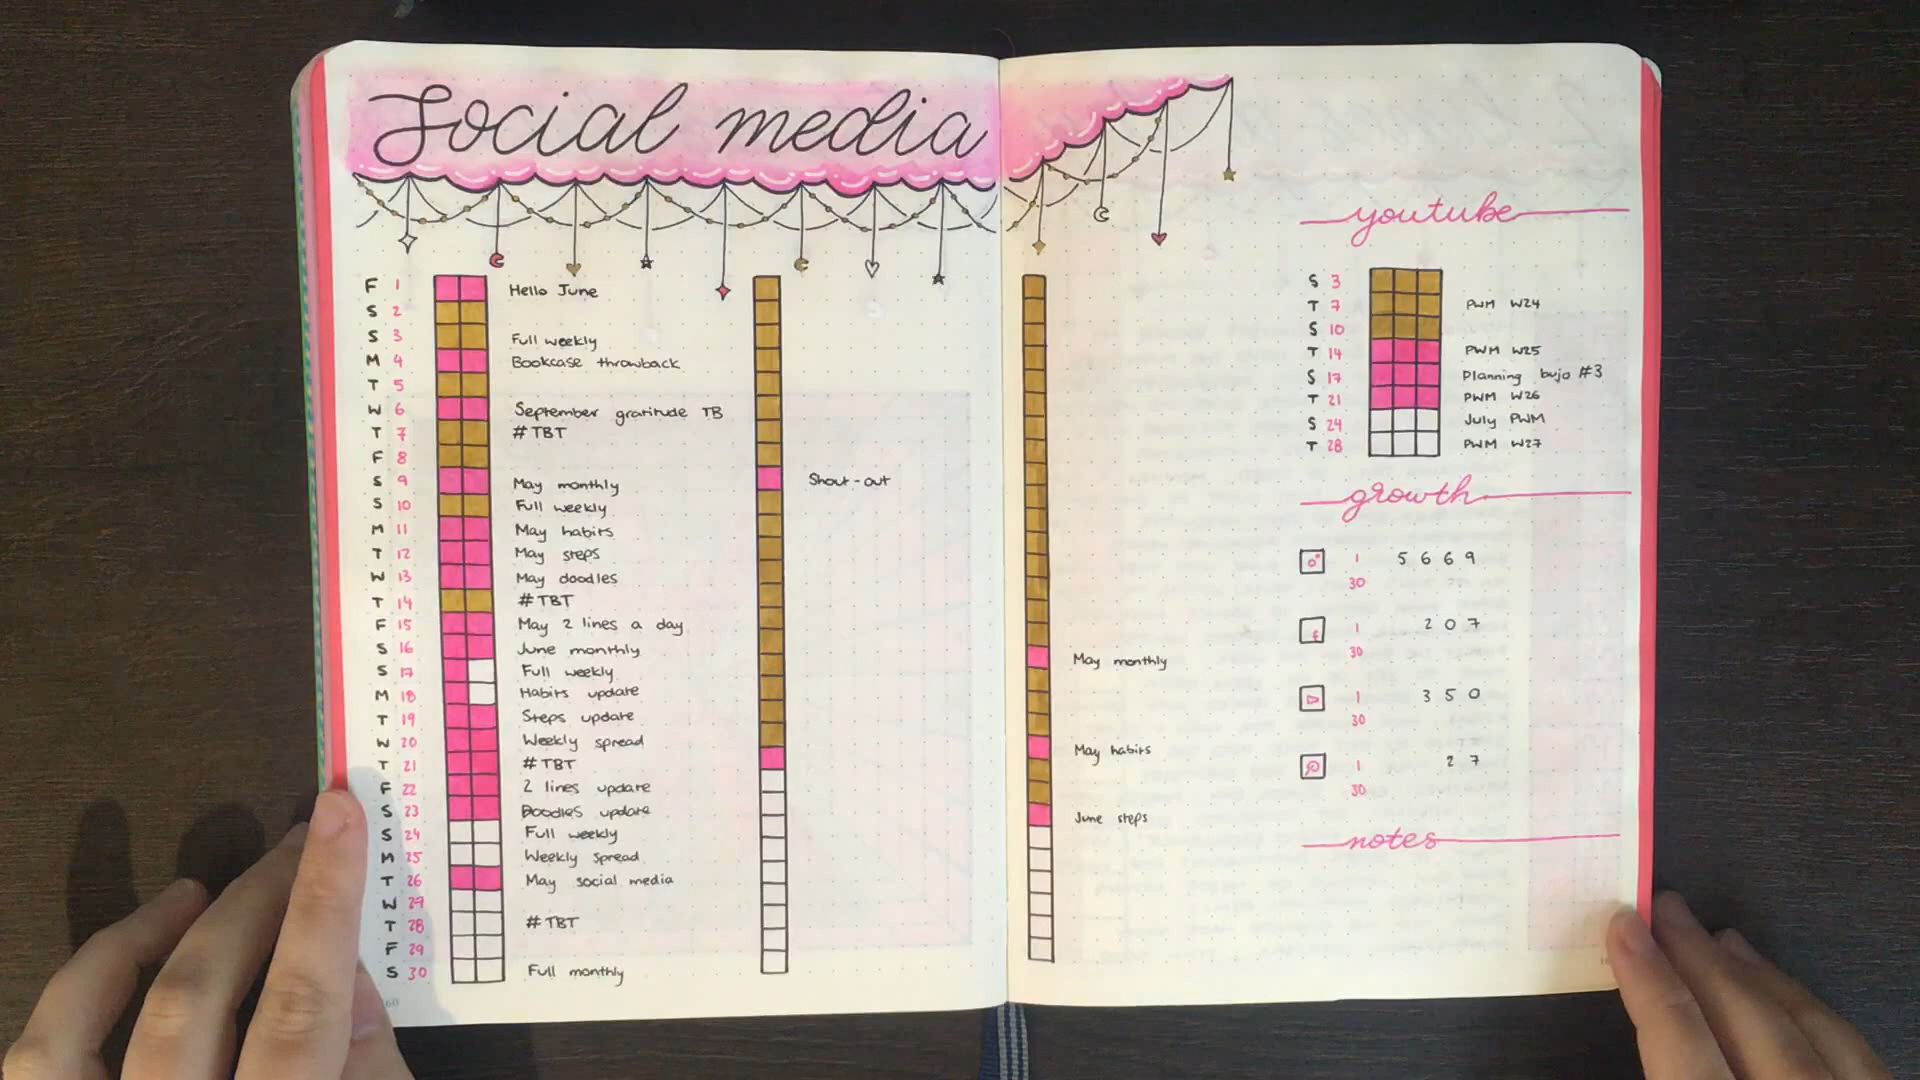 Social media
F 1 Hello June
S 2
S 3 Full weekly
M 4 Bookcase throwback
T 5
W 6 September gratitude TB
T 7 #TBT
F 8
S 9 May monthly Shout-out
S 10 Full weekly
M 11 May habits
T 12 May steps
W 13 May doodles
T 14 #TBT
F 15 May 2 lines a day
S 16 June monthly
S 17 Full weekly
M 18 Habits update
T 19 Steps update
W 20 Weekly spread
T 21 #TBT
F 22 2 lines update
S 23 Doodles update
S 24 Full weekly
M 25 Weekly spread
T 26 May social media
W 27
T 28 #TBT
F 29
S 30 Full monthly
60
May monthly
May habits
June steps
youtube
S 3
T 7 PWM W24
S 10
T 14 PWM W25
S 17 Planning bujo #3
T 21 PWM W26
S 24 July PWM
T 28 PWM W27
growth
1 5669
30
f 1 207
30
1 350
30
1 27
30
notes